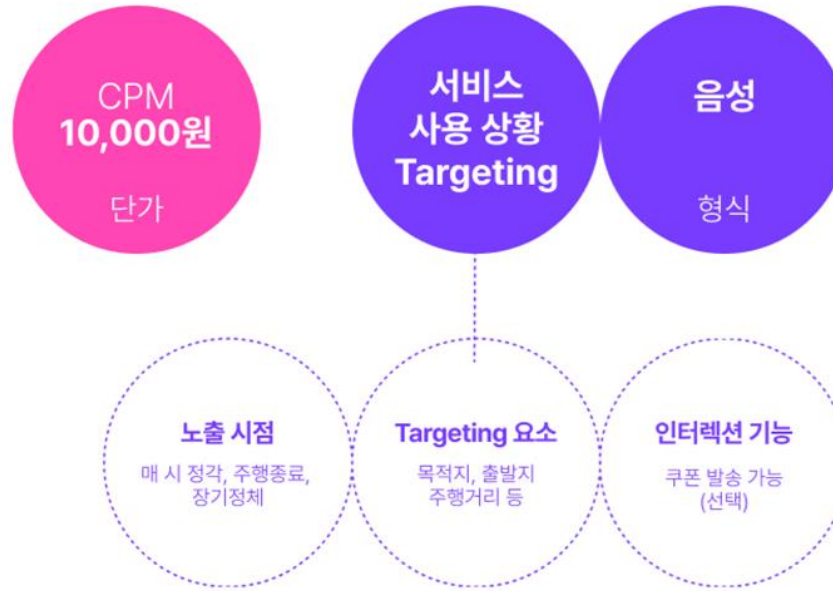 CPM
10,000원
단가
서비스
사용 상황
Targeting
음성
형식
노출 시점
매 시 정각, 주행종료,
장기정체
Targeting 요소
목적지, 출발지
주행거리 등
인터렉션 기능
쿠폰 발송 가능
(선택)